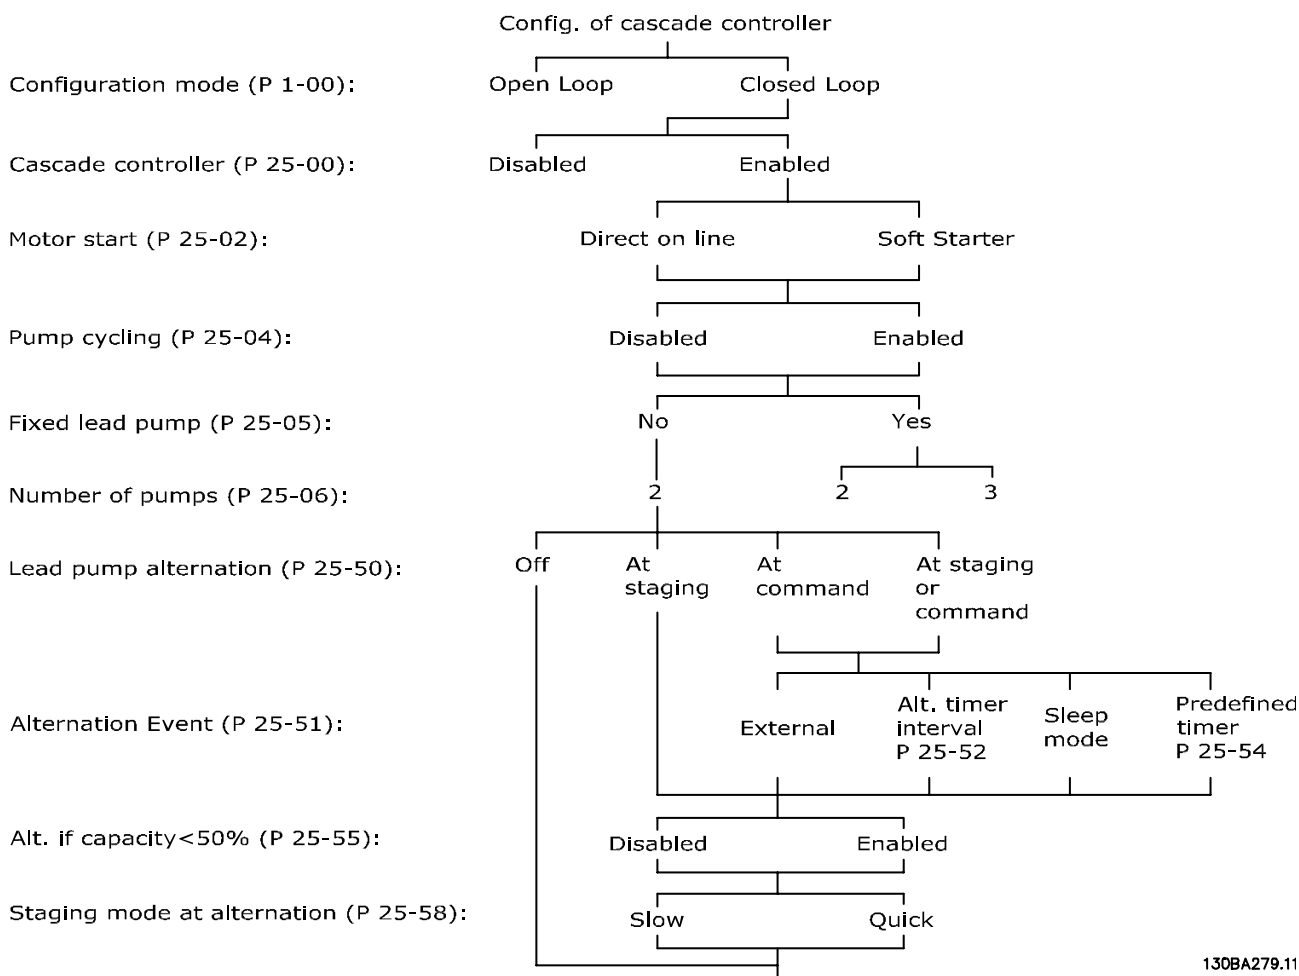 Config. of cascade controller
Configuration mode (P 1-00):
Open Loop
Closed Loop
Cascade controller (P 25-00):
Disabled
Enabled
Motor start (P 25-02):
Direct on line
Soft Starter
Pump cycling (P 25-04):
Disabled
Enabled
Fixed lead pump (P 25-05):
No
Yes
Number of pumps (P 25-06):
2
2
3
Lead pump alternation (P 25-50):
Off
At
staging
At
command
At staging
or
command
Alternation Event (P 25-51):
External
Alt. timer
interval
P 25-52
Sleep
mode
Predefined
timer
P 25-54
Alt. if capacity<50% (P 25-55):
Disabled
Enabled
Staging mode at alternation (P 25-58):
Slow
Quick
130BA279.11